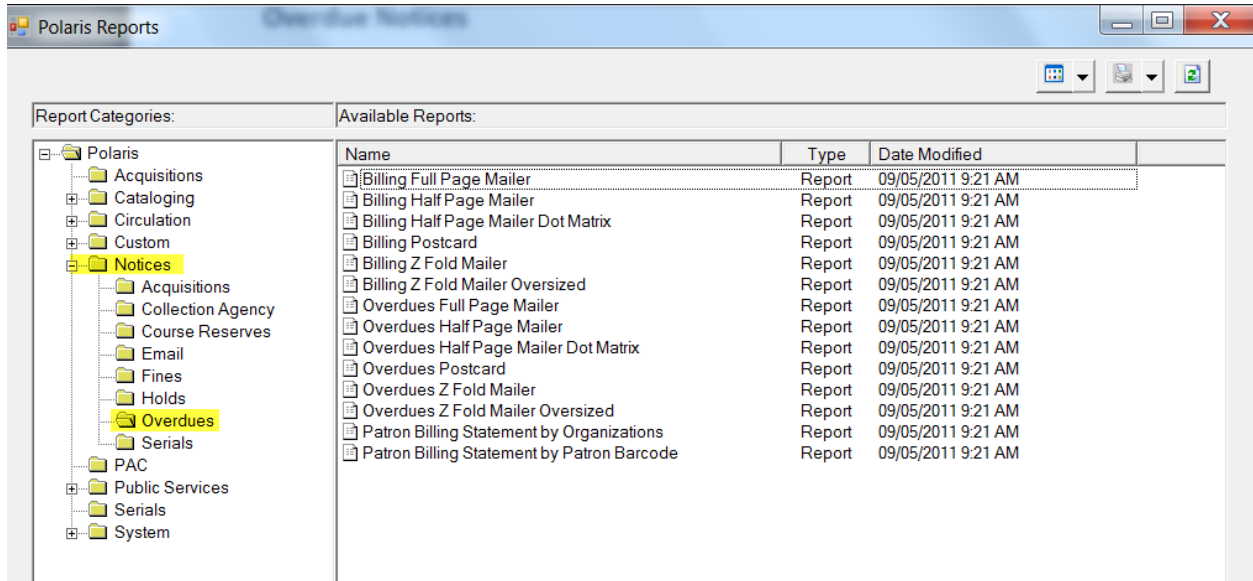 Overdue Notices
Polaris Reports
Report Categories:
Available Reports:
Polaris
Acquisitions
Cataloging
Circulation
Custom
Notices
Acquisitions
Collection Agency
Course Reserves
Email
Fines
Holds
Overdues
Serials
PAC
Public Services
Serials
System
Name Type Date Modified
Billing Full Page Mailer Report 09/05/2011 9:21 AM
Billing Half Page Mailer Report 09/05/2011 9:21 AM
Billing Half Page Mailer Dot Matrix Report 09/05/2011 9:21 AM
Billing Postcard Report 09/05/2011 9:21 AM
Billing Z Fold Mailer Report 09/05/2011 9:21 AM
Billing Z Fold Mailer Oversized Report 09/05/2011 9:21 AM
Overdues Full Page Mailer Report 09/05/2011 9:21 AM
Overdues Half Page Mailer Report 09/05/2011 9:21 AM
Overdues Half Page Mailer Dot Matrix Report 09/05/2011 9:21 AM
Overdues Postcard Report 09/05/2011 9:21 AM
Overdues Z Fold Mailer Report 09/05/2011 9:21 AM
Overdues Z Fold Mailer Oversized Report 09/05/2011 9:21 AM
Patron Billing Statement by Organizations Report 09/05/2011 9:21 AM
Patron Billing Statement by Patron Barcode Report 09/05/2011 9:21 AM